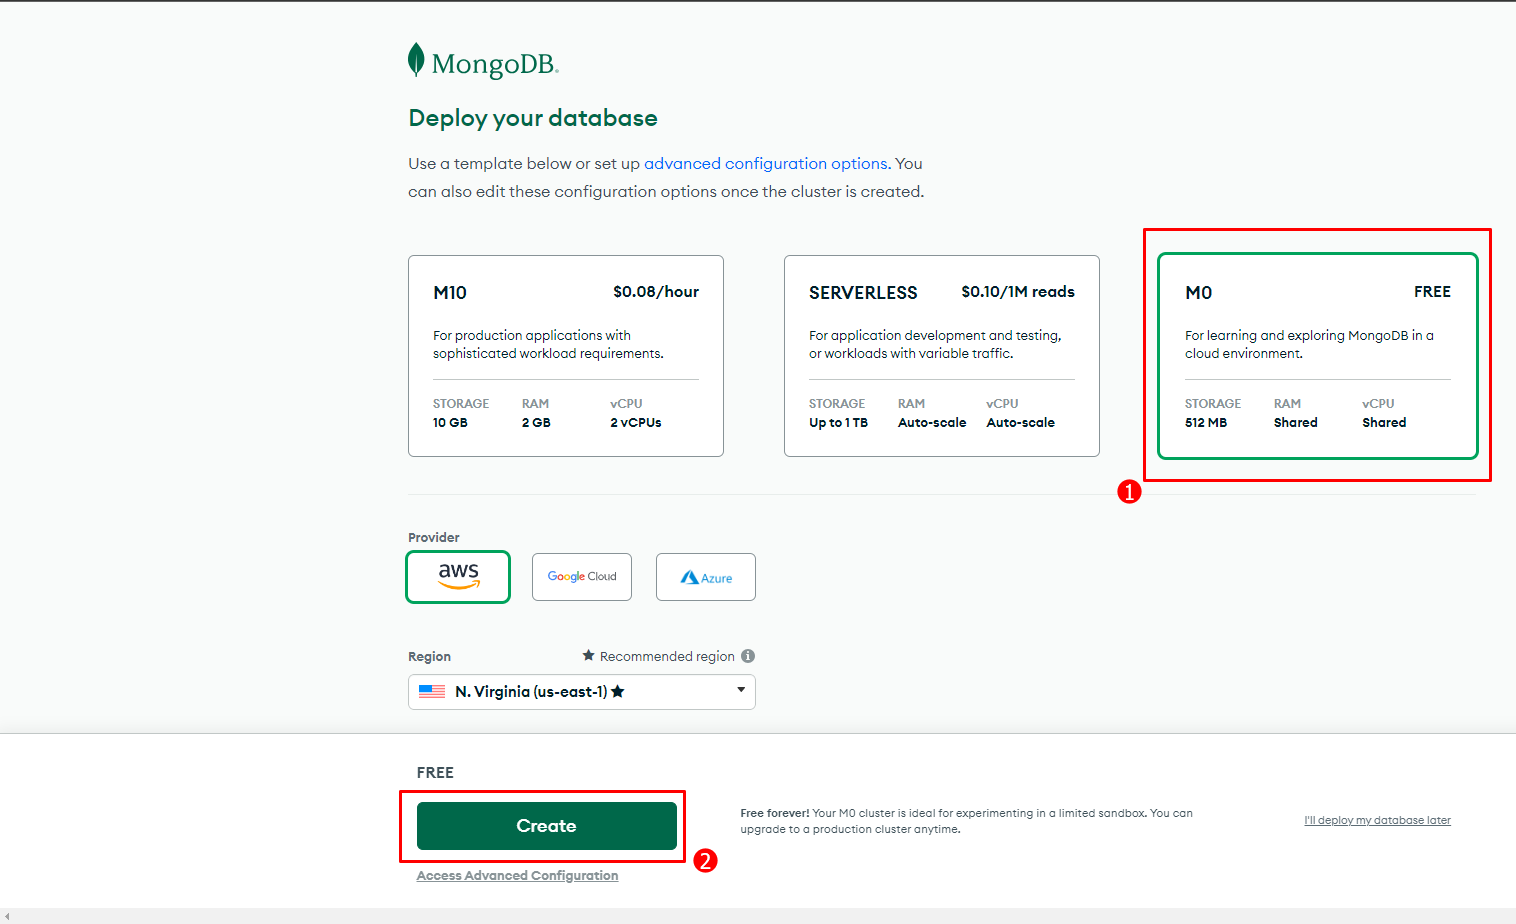 MongoDB.
Deploy your database
Use a template below or set up advanced configuration options. You
can also edit these configuration options once the cluster is created.
M10 $0.08/hour
For production applications with
sophisticated workload requirements.
STORAGE RAM vCPU
10 GB 2 GB 2 vCPUs
SERVERLESS $0.10/1M reads
For application development and testing,
or workloads with variable traffic.
STORAGE RAM vCPU
Up to 1 TB Auto-scale Auto-scale
M0 FREE
For learning and exploring MongoDB in a
cloud environment.
STORAGE RAM vCPU
512 MB Shared Shared
1
Provider
aws Google Cloud Azure
Region ★ Recommended region i
N. Virginia (us-east-1) ★
FREE
Create
2
Access Advanced Configuration
Free forever! Your M0 cluster is ideal for experimenting in a limited sandbox. You can
upgrade to a production cluster anytime.
I'll deploy my database later